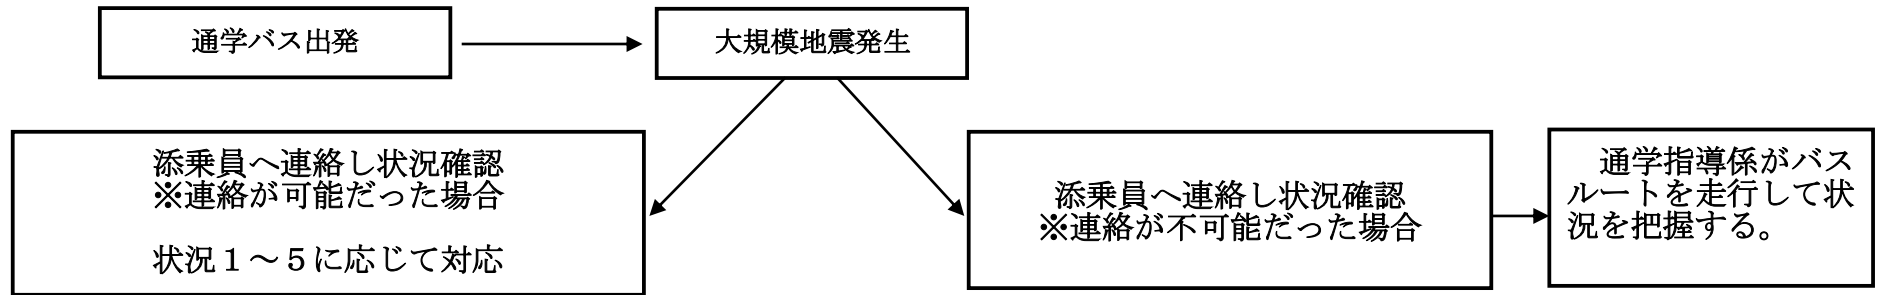 通学バス出発
大規模地震発生
添乗員へ連絡し状況確認
※連絡が可能だった場合
状況１～５に応じて対応
添乗員へ連絡し状況確認
※連絡が不可能だった場合
通学指導係がバス
ルートを走行して状
況を把握する。